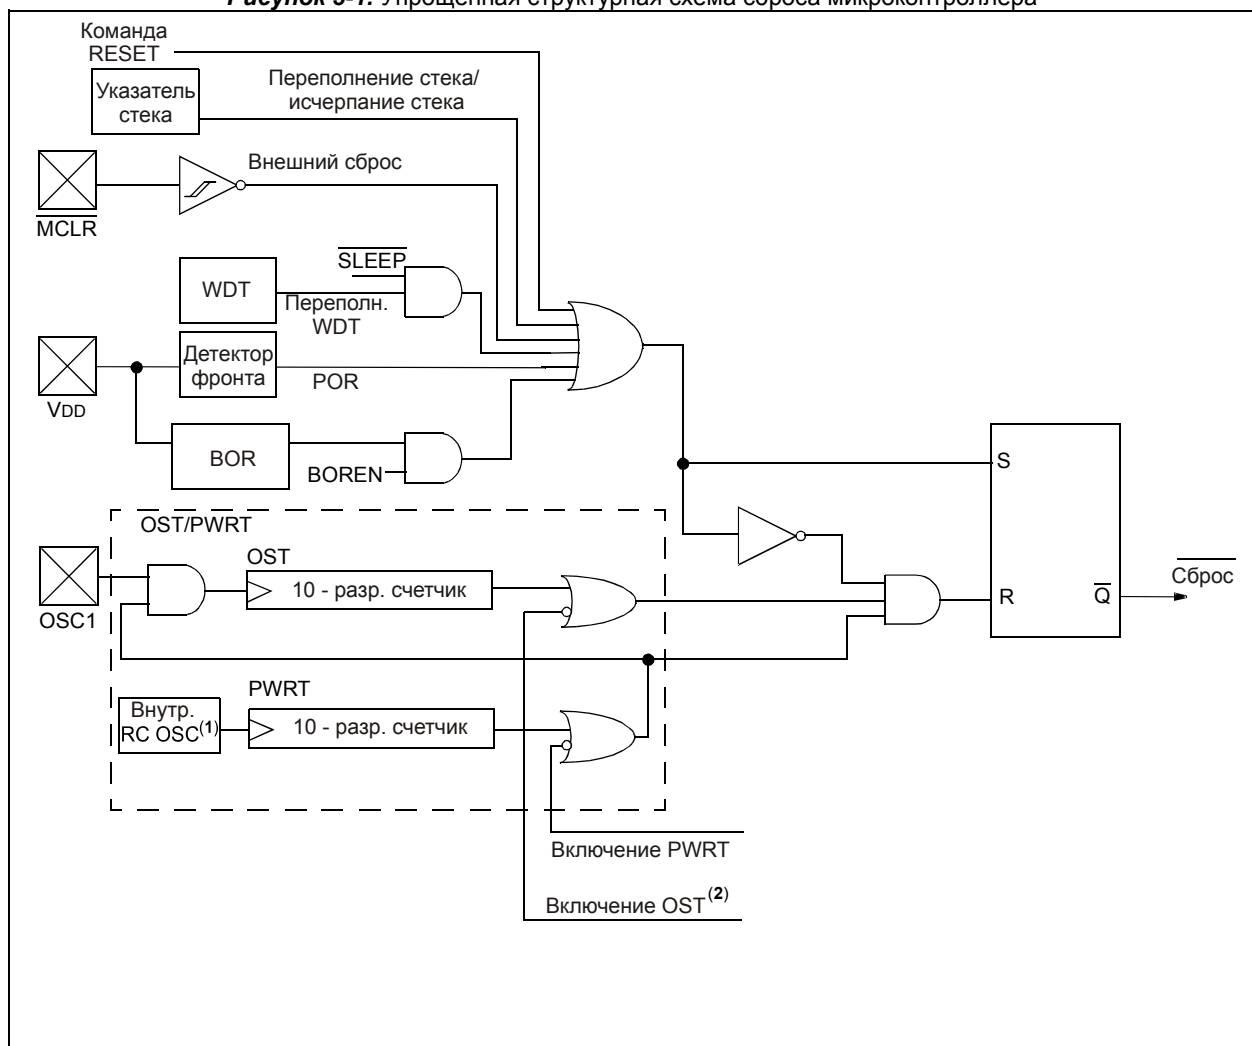 Рисунок 3-1. Упрощенная структурная схема сброса микроконтроллера
Команда
RESET
Указатель
стека
Переполнение стека/
исчерпание стека
Внешний сброс
MCLR
SLEEP
WDT
Переполн.
WDT
Детектор
фронта
POR
VDD
BOR
BOREN
S
OST/PWRT
OST
10 - разр. счетчик
OSC1
R
Q
Сброс
PWRT
Внутр.
RC OSC(1)
10 - разр. счетчик
Включение PWRT
Включение OST(2)